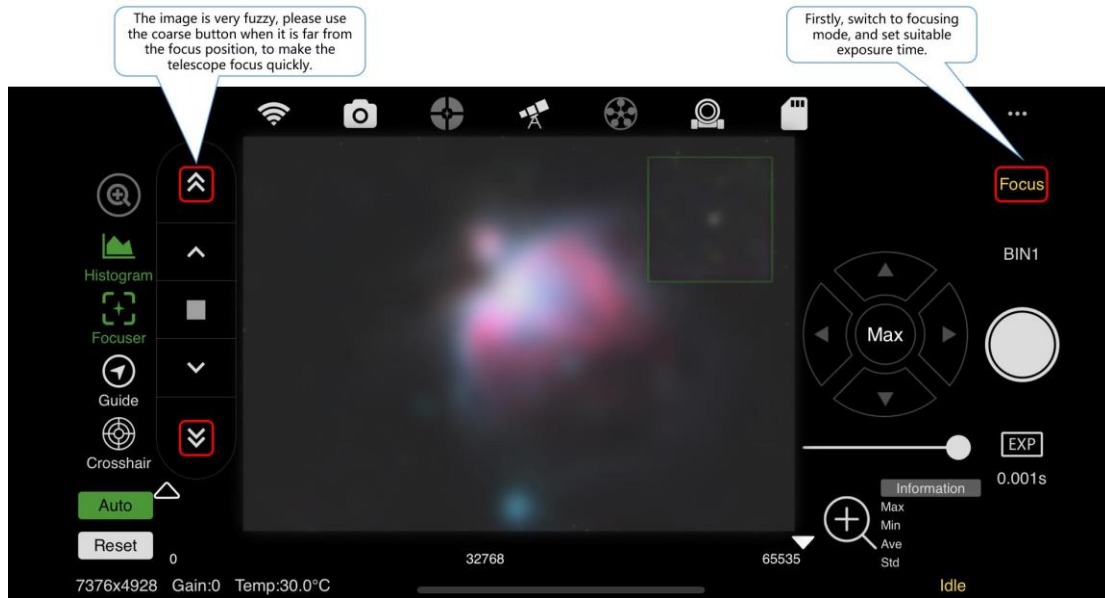 The image is very fuzzy, please use
the coarse button when it is far from
the focus position, to make the
telescope focus quickly.
Firstly, switch to focusing
mode, and set suitable
exposure time.
Focus
BIN1
Histogram
Focuser
Guide
Crosshair
Max
EXP
0.001s
Information
Max
Min
Ave
Std
Auto
Reset
0
32768
65535
7376x4928 Gain:0 Temp:30.0°C
Idle